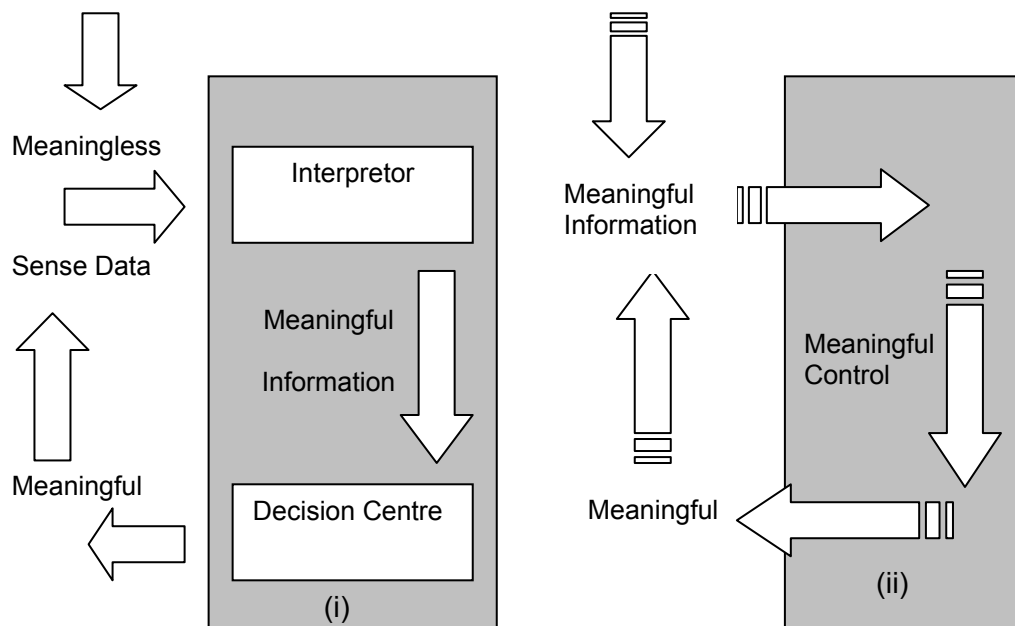 Meaningless
Sense Data
Meaningful
Interpretor
Meaningful
Information
Decision Centre
(i)
Meaningful
Information
Meaningful
Meaningful
Control
(ii)